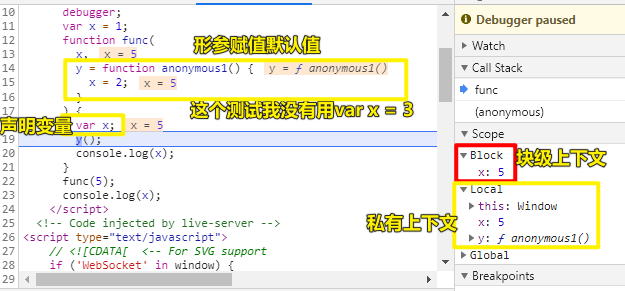 Debugger paused
10 debugger;
11 var x = 1;
12 function func(
13 x, x = 5
14 y = function anonymous1() { y = ƒ anonymous1()
15 x = 2; x = 5
16 }
17 ) {
18 var x; x = 5
19 y();
20 console.log(x);
21 }
22 func(5);
23 console.log(x);
24 </script>
25 <!-- Code injected by live-server -->
26 <script type="text/javascript">
27 // <![CDATA[ <-- For SVG support
28 if ('WebSocket' in window) {
29
形参赋值默认值
这个测试我没有用var x = 3
声明变量
Watch
Call Stack
func
(anonymous)
Scope
Block
x: 5
块级上下文
Local
this: Window
x: 5
y: ƒ anonymous1()
私有上下文
Global
Breakpoints